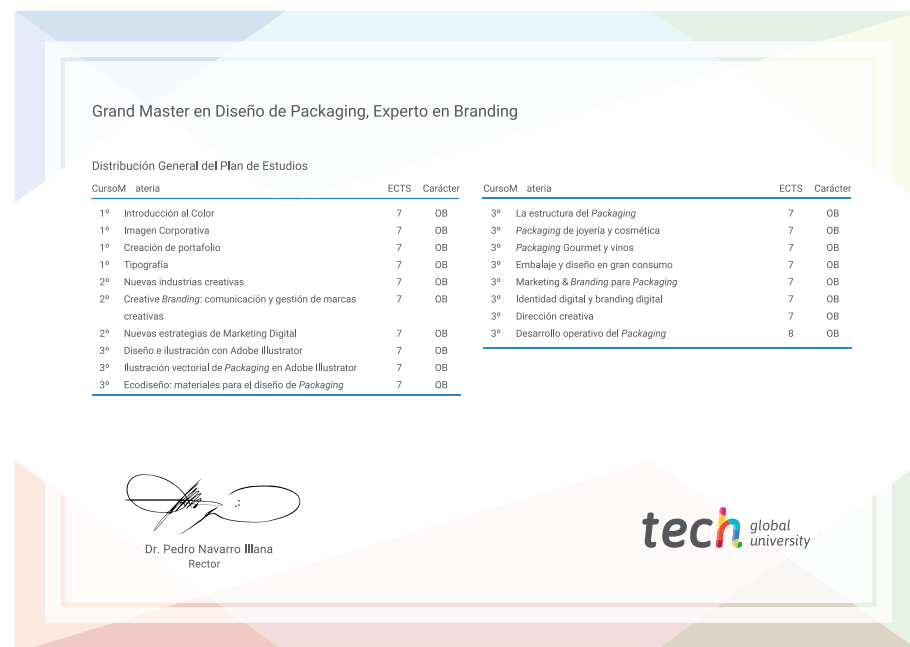 Grand Master en Diseño de Packaging, Experto en Branding
Distribución General del Plan de Estudios
CursoM ateria ECTS Carácter
1º Introducción al Color 7 OB
1º Imagen Corporativa 7 OB
1º Creación de portafolio 7 OB
1º Tipografía 7 OB
2º Nuevas industrias creativas 7 OB
2º Creative Branding: comunicación y gestión de marcas 7 OB
creativas
2º Nuevas estrategias de Marketing Digital 7 OB
3º Diseño e ilustración con Adobe Illustrator 7 OB
3º Ilustración vectorial de Packaging en Adobe Illustrator 7 OB
3º Ecodiseño: materiales para el diseño de Packaging 7 OB
CursoM ateria ECTS Carácter
3º La estructura del Packaging 7 OB
3º Packaging de joyería y cosmética 7 OB
3º Packaging Gourmet y vinos 7 OB
3º Embalaje y diseño en gran consumo 7 OB
3º Marketing & Branding para Packaging 7 OB
3º Identidad digital y branding digital 7 OB
3º Dirección creativa 7 OB
3º Desarrollo operativo del Packaging 8 OB
Dr. Pedro Navarro Illana
Rector
tech global
university